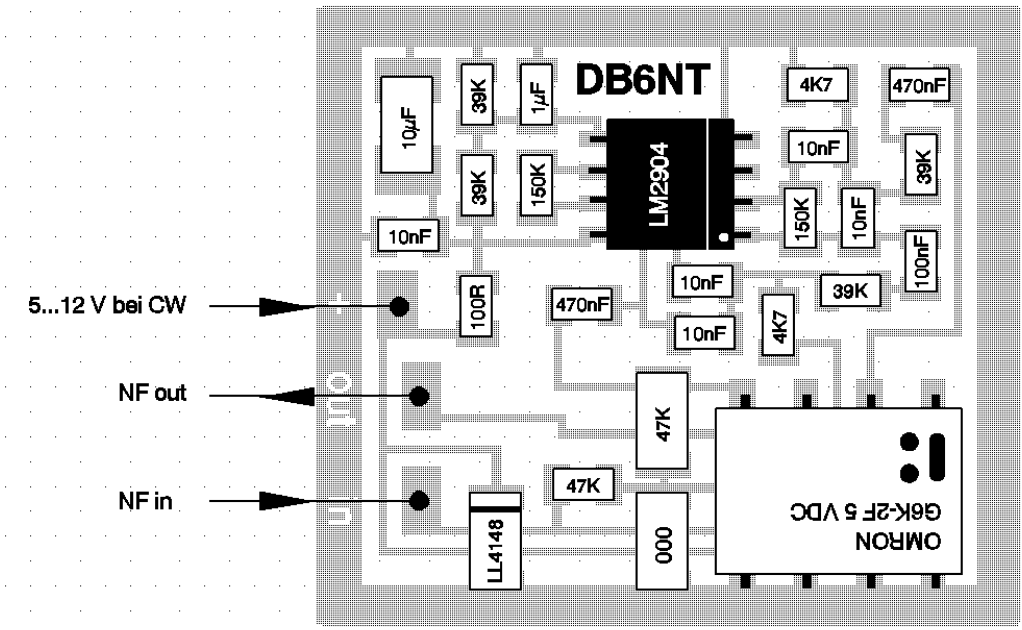 DB6NT
10µF
39K
1µF
4K7
470nF
39K
150K
LM2904
10nF
39K
10nF
150K
10nF
100nF
10nF
39K
5...12 V bei CW
+
100R
470nF
10nF
4K7
NF out
out
47K
NF in
in
47K
LL4148
000
G6K-2F 5 VDC
OMRON